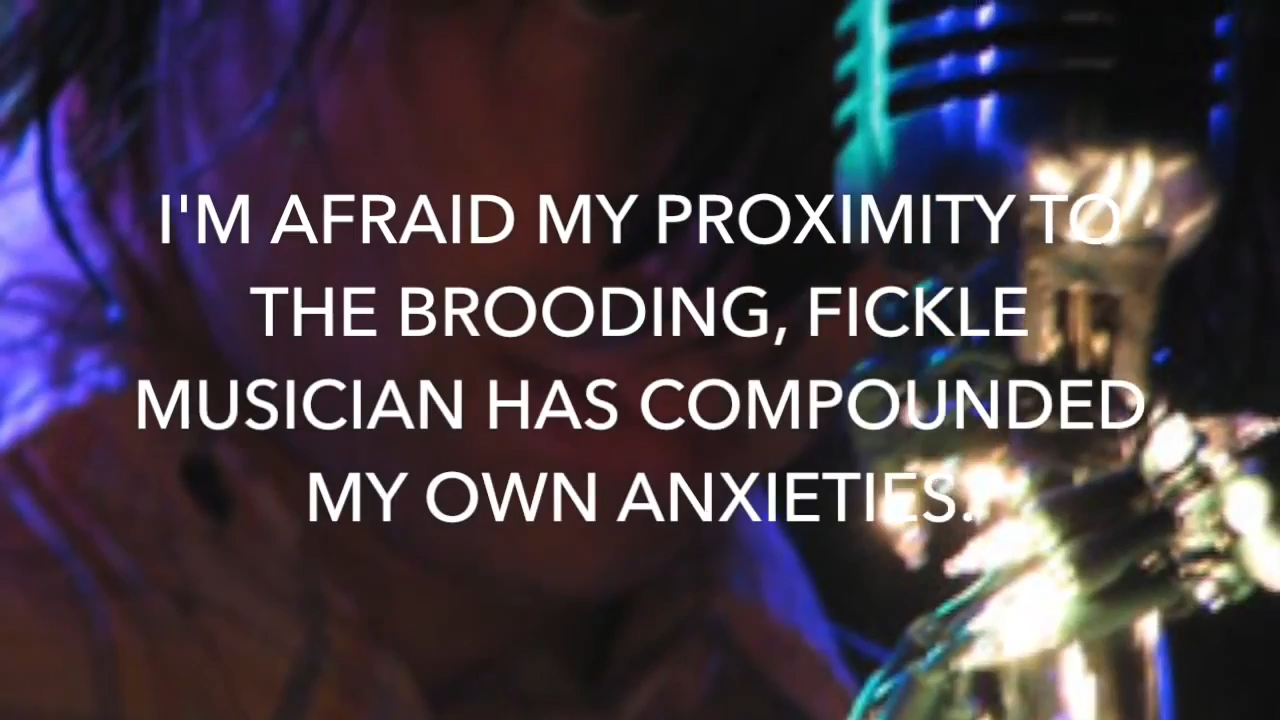 I'M AFRAID MY PROXIMITY TO
THE BROODING, FICKLE
MUSICIAN HAS COMPOUNDED
MY OWN ANXIETIES.